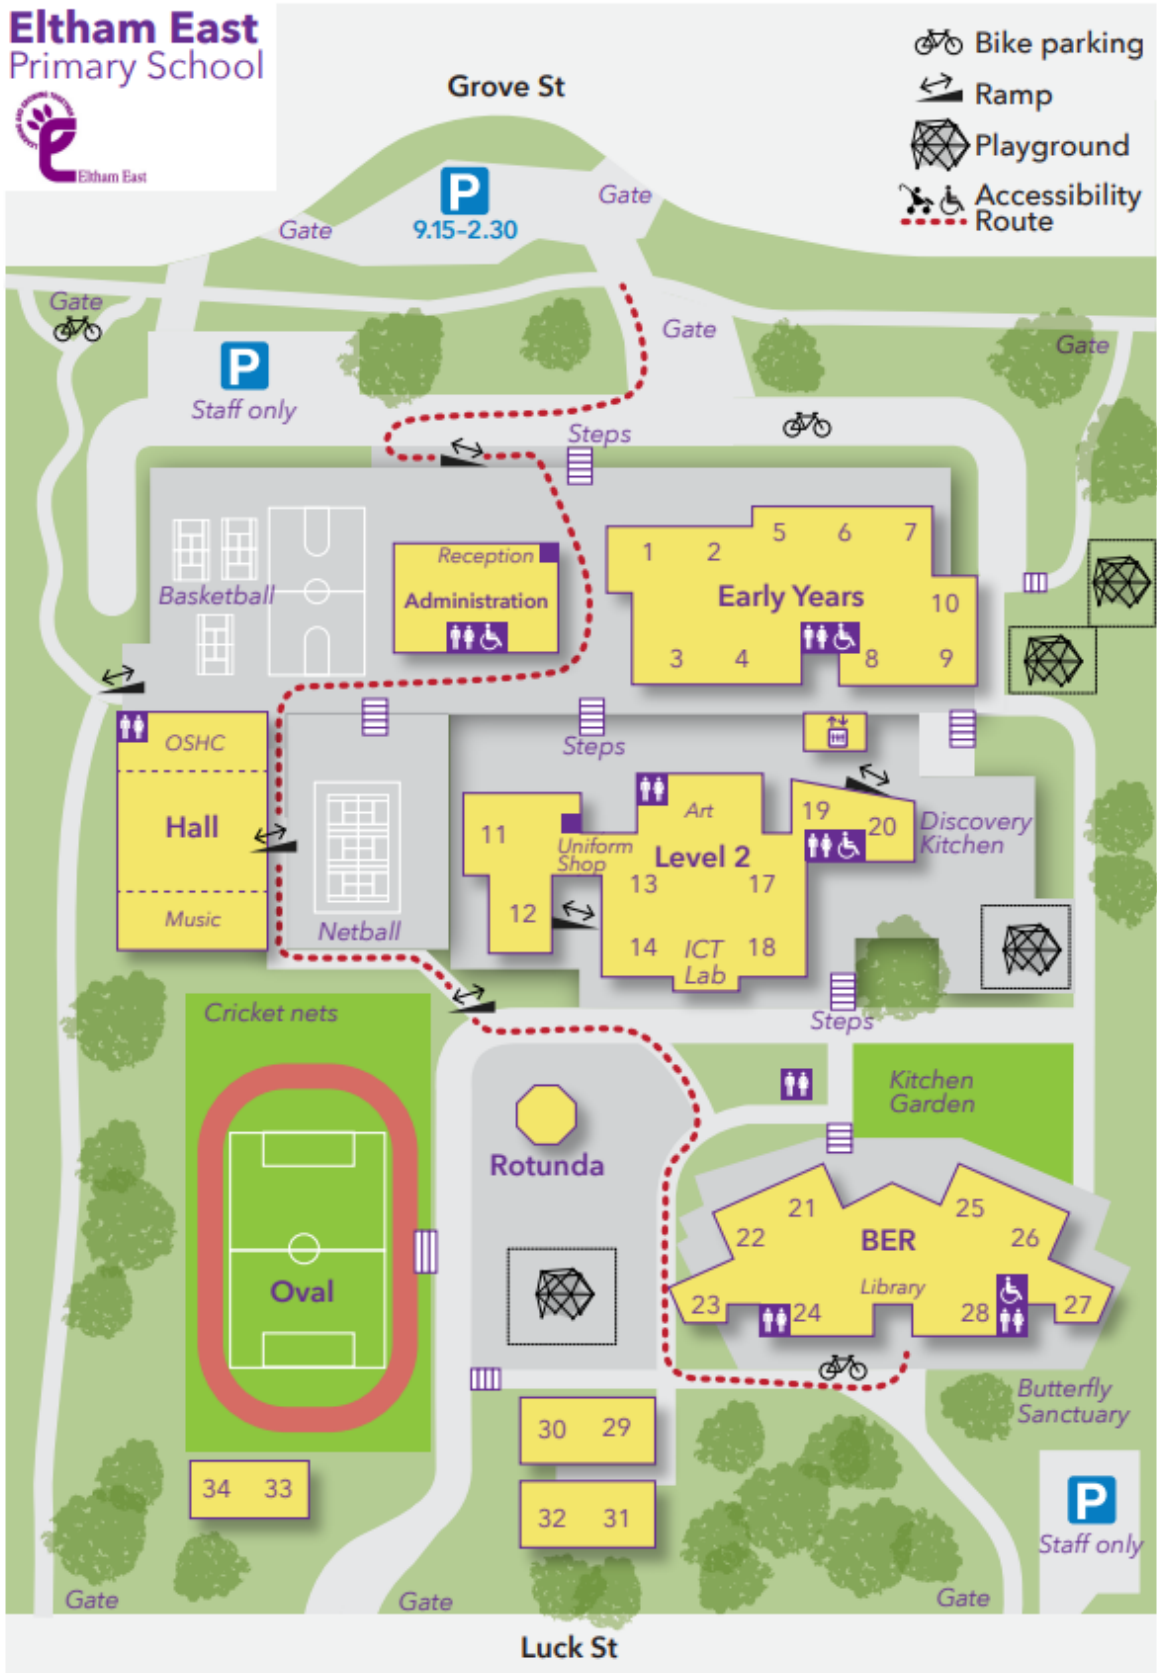 Eltham East
Primary School
LEARNING AND GROWING TOGETHER
Eltham East
Bike parking
Ramp
Playground
Accessibility
Route
Grove St
P
9.15-2.30
Gate
Gate
Gate
Gate
Gate
P
Staff only
Steps
Basketball
Reception
Administration
1
2
5
6
7
Early Years
10
3
4
8
9
OSHC
Hall
Music
Netball
Steps
11
Uniform
Shop
12
Art
Level 2
13
17
14
ICT
Lab
18
19
20
Discovery
Kitchen
Steps
Cricket nets
Oval
Rotunda
Kitchen
Garden
21
22
23
24
BER
Library
25
26
27
28
Butterfly
Sanctuary
30
29
32
31
34
33
P
Staff only
Gate
Gate
Gate
Luck St